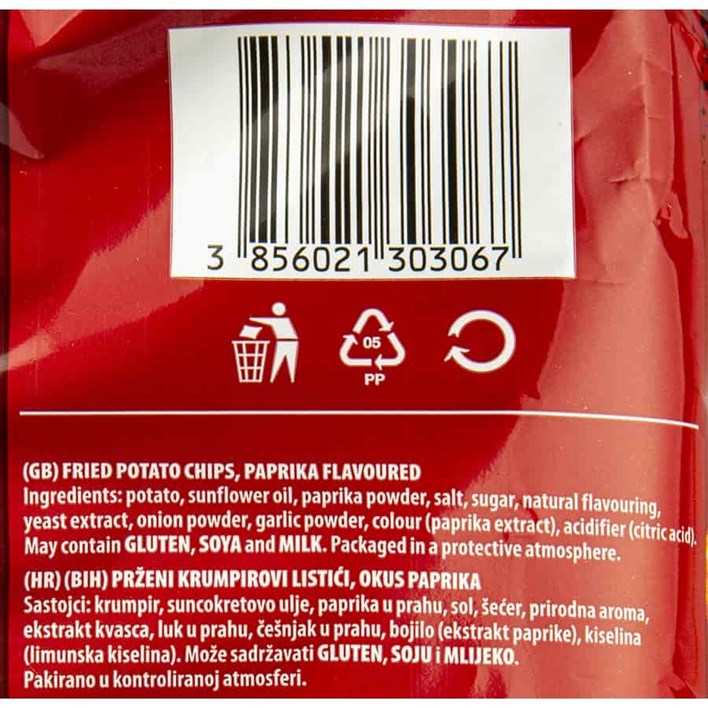 3 856021 303067
05
PP
(GB) FRIED POTATO CHIPS, PAPRIKA FLAVOURED
Ingredients: potato, sunflower oil, paprika powder, salt, sugar, natural flavouring,
yeast extract, onion powder, garlic powder, colour (paprika extract), acidifier (citric acid).
May contain GLUTEN, SOYA and MILK. Packaged in a protective atmosphere.
(HR) (BIH) PRŽENI KRUMPIROVI LISTIĆI, OKUS PAPRIKA
Sastojci: krumpir, suncokretovo ulje, paprika u prahu, sol, šećer, prirodna aroma,
ekstrakt kvasca, luk u prahu, češnjak u prahu, bojilo (ekstrakt paprike), kiselina
(limunska kiselina). Može sadržavati GLUTEN, SOJU i MLIJEKO.
Pakirano u kontroliranoj atmosferi.